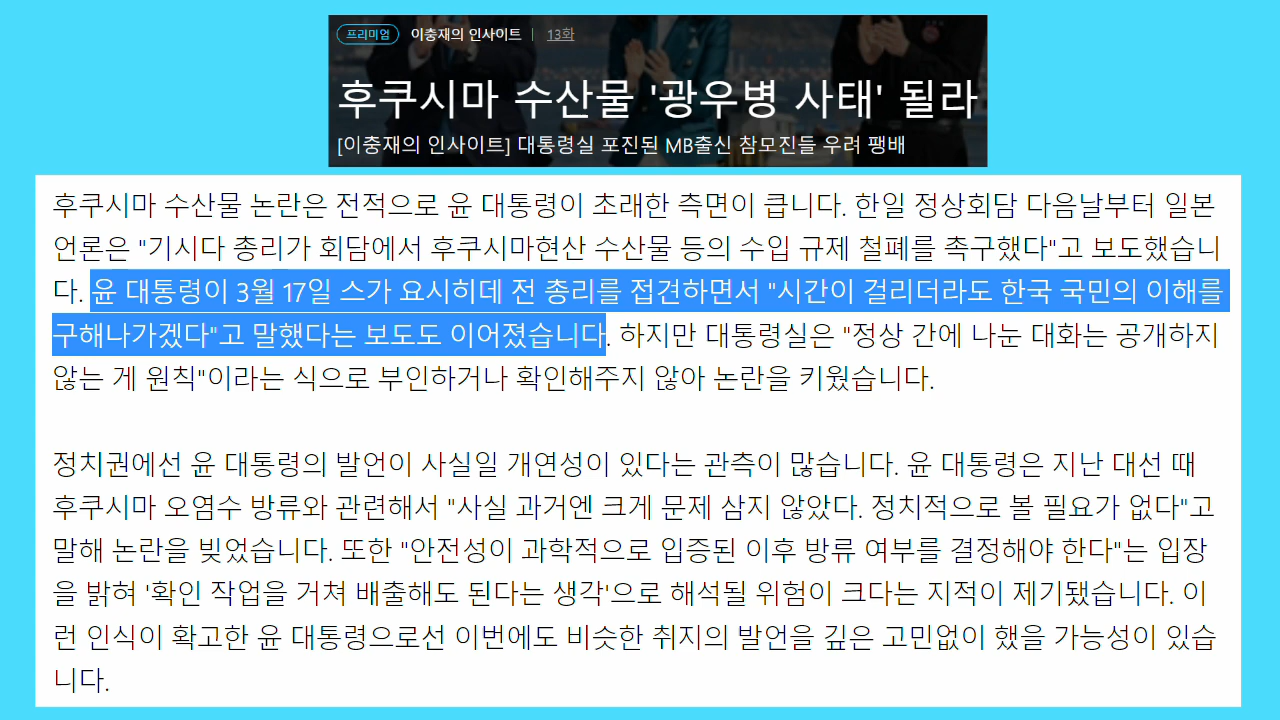 프리미엄 이충재의 인사이트 | 13화
후쿠시마 수산물 '광우병 사태' 될라
[이충재의 인사이트] 대통령실 포진된 MB출신 참모진들 우려 팽배
후쿠시마 수산물 논란은 전적으로 윤 대통령이 초래한 측면이 큽니다. 한일 정상회담 다음날부터 일본
언론은 "기시다 총리가 회담에서 후쿠시마현산 수산물 등의 수입 규제 철폐를 촉구했다"고 보도했습니
다. 윤 대통령이 3월 17일 스가 요시히데 전 총리를 접견하면서 "시간이 걸리더라도 한국 국민의 이해를
구해나가겠다"고 말했다는 보도도 이어졌습니다. 하지만 대통령실은 "정상 간에 나눈 대화는 공개하지
않는 게 원칙"이라는 식으로 부인하거나 확인해주지 않아 논란을 키웠습니다.
정치권에선 윤 대통령의 발언이 사실일 개연성이 있다는 관측이 많습니다. 윤 대통령은 지난 대선 때
후쿠시마 오염수 방류와 관련해서 "사실 과거엔 크게 문제 삼지 않았다. 정치적으로 볼 필요가 없다"고
말해 논란을 빚었습니다. 또한 "안전성이 과학적으로 입증된 이후 방류 여부를 결정해야 한다"는 입장
을 밝혀 '확인 작업을 거쳐 배출해도 된다는 생각'으로 해석될 위험이 크다는 지적이 제기됐습니다. 이
런 인식이 확고한 윤 대통령으로선 이번에도 비슷한 취지의 발언을 깊은 고민없이 했을 가능성이 있습
니다.